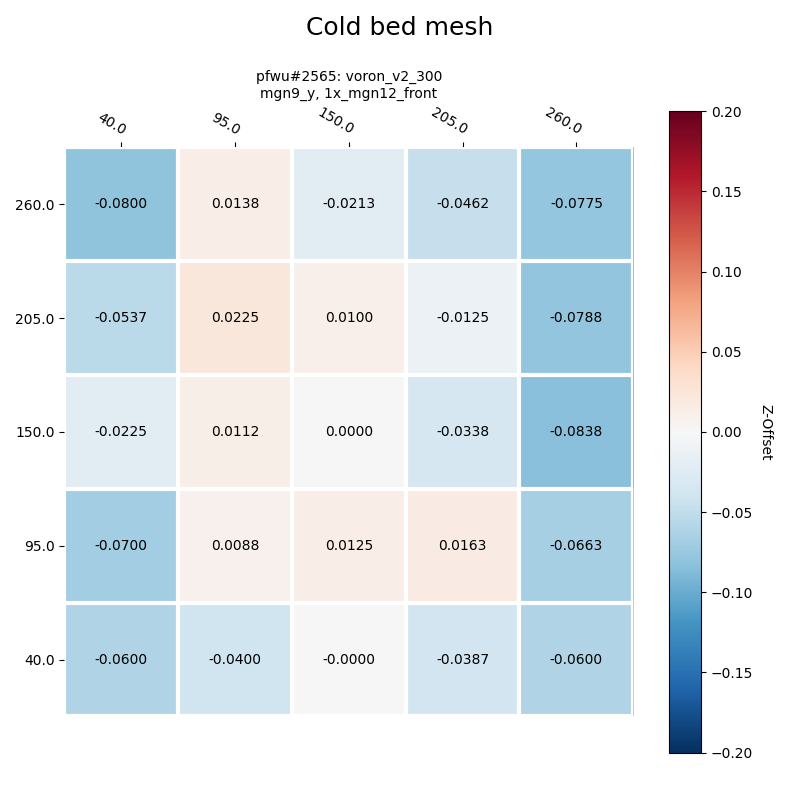 Cold bed mesh
pfwu#2565: voron_v2_300
mgn9_y, 1x_mgn12_front
40.0 95.0 150.0 205.0 260.0
260.0 -0.0800 0.0138 -0.0213 -0.0462 -0.0775
205.0 -0.0537 0.0225 0.0100 -0.0125 -0.0788
150.0 -0.0225 0.0112 0.0000 -0.0338 -0.0838
95.0 -0.0700 0.0088 0.0125 0.0163 -0.0663
40.0 -0.0600 -0.0400 -0.0000 -0.0387 -0.0600
0.20
0.15
0.10
0.05
0.00
−0.05
−0.10
−0.15
−0.20
Z-Offset